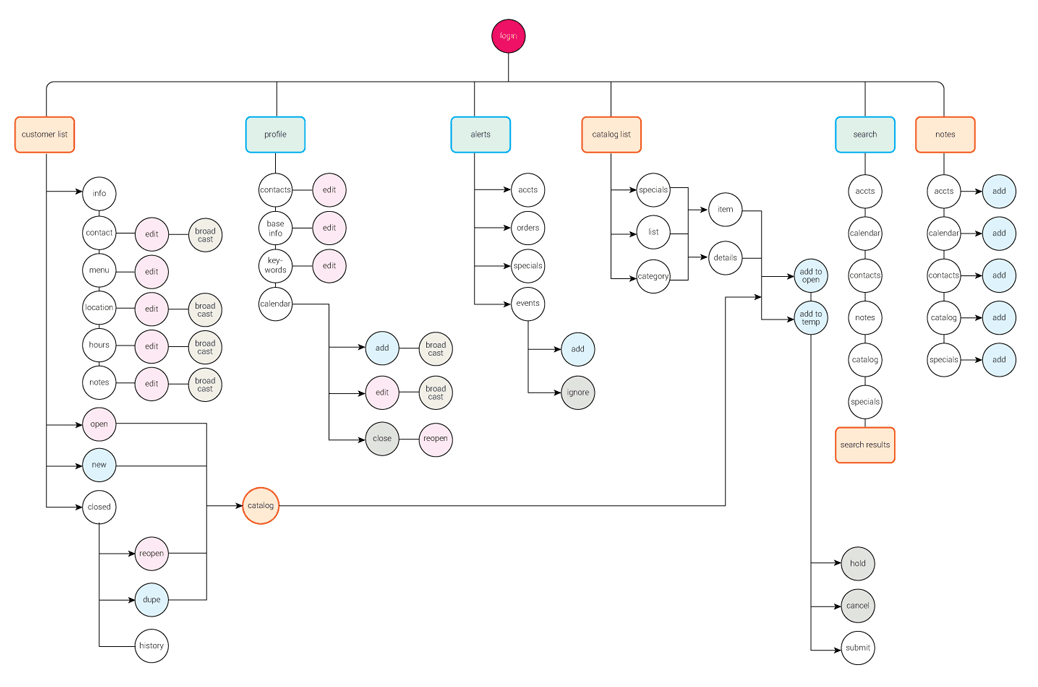 login
customer list
profile
alerts
catalog list
search
notes
info
contact
edit
broad
cast
menu
edit
location
edit
broad
cast
hours
edit
broad
cast
notes
edit
broad
cast
open
new
closed
reopen
dupe
history
catalog
contacts
edit
base
info
edit
key-
words
edit
calendar
add
broad
cast
edit
broad
cast
close
reopen
accts
orders
specials
events
add
ignore
specials
list
category
item
details
add to
open
add to
temp
hold
cancel
submit
accts
calendar
contacts
notes
catalog
specials
search results
accts
add
calendar
add
contacts
add
catalog
add
specials
add